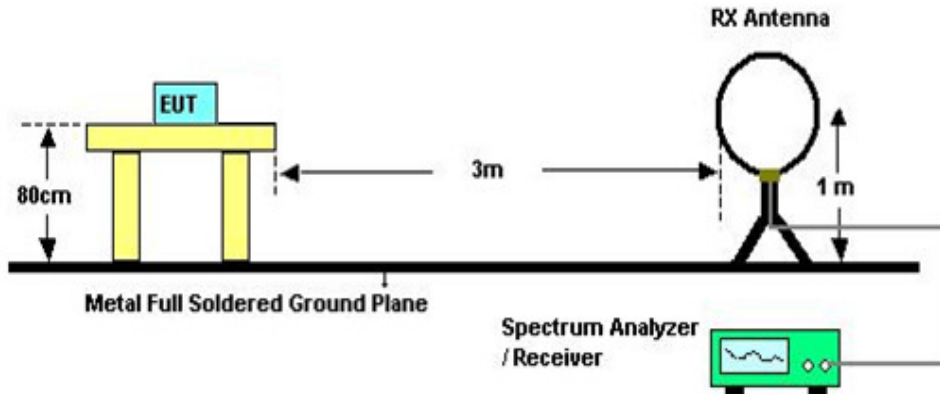 RX Antenna
EUT
3m
80cm
1 m
Metal Full Soldered Ground Plane
Spectrum Analyzer
/ Receiver